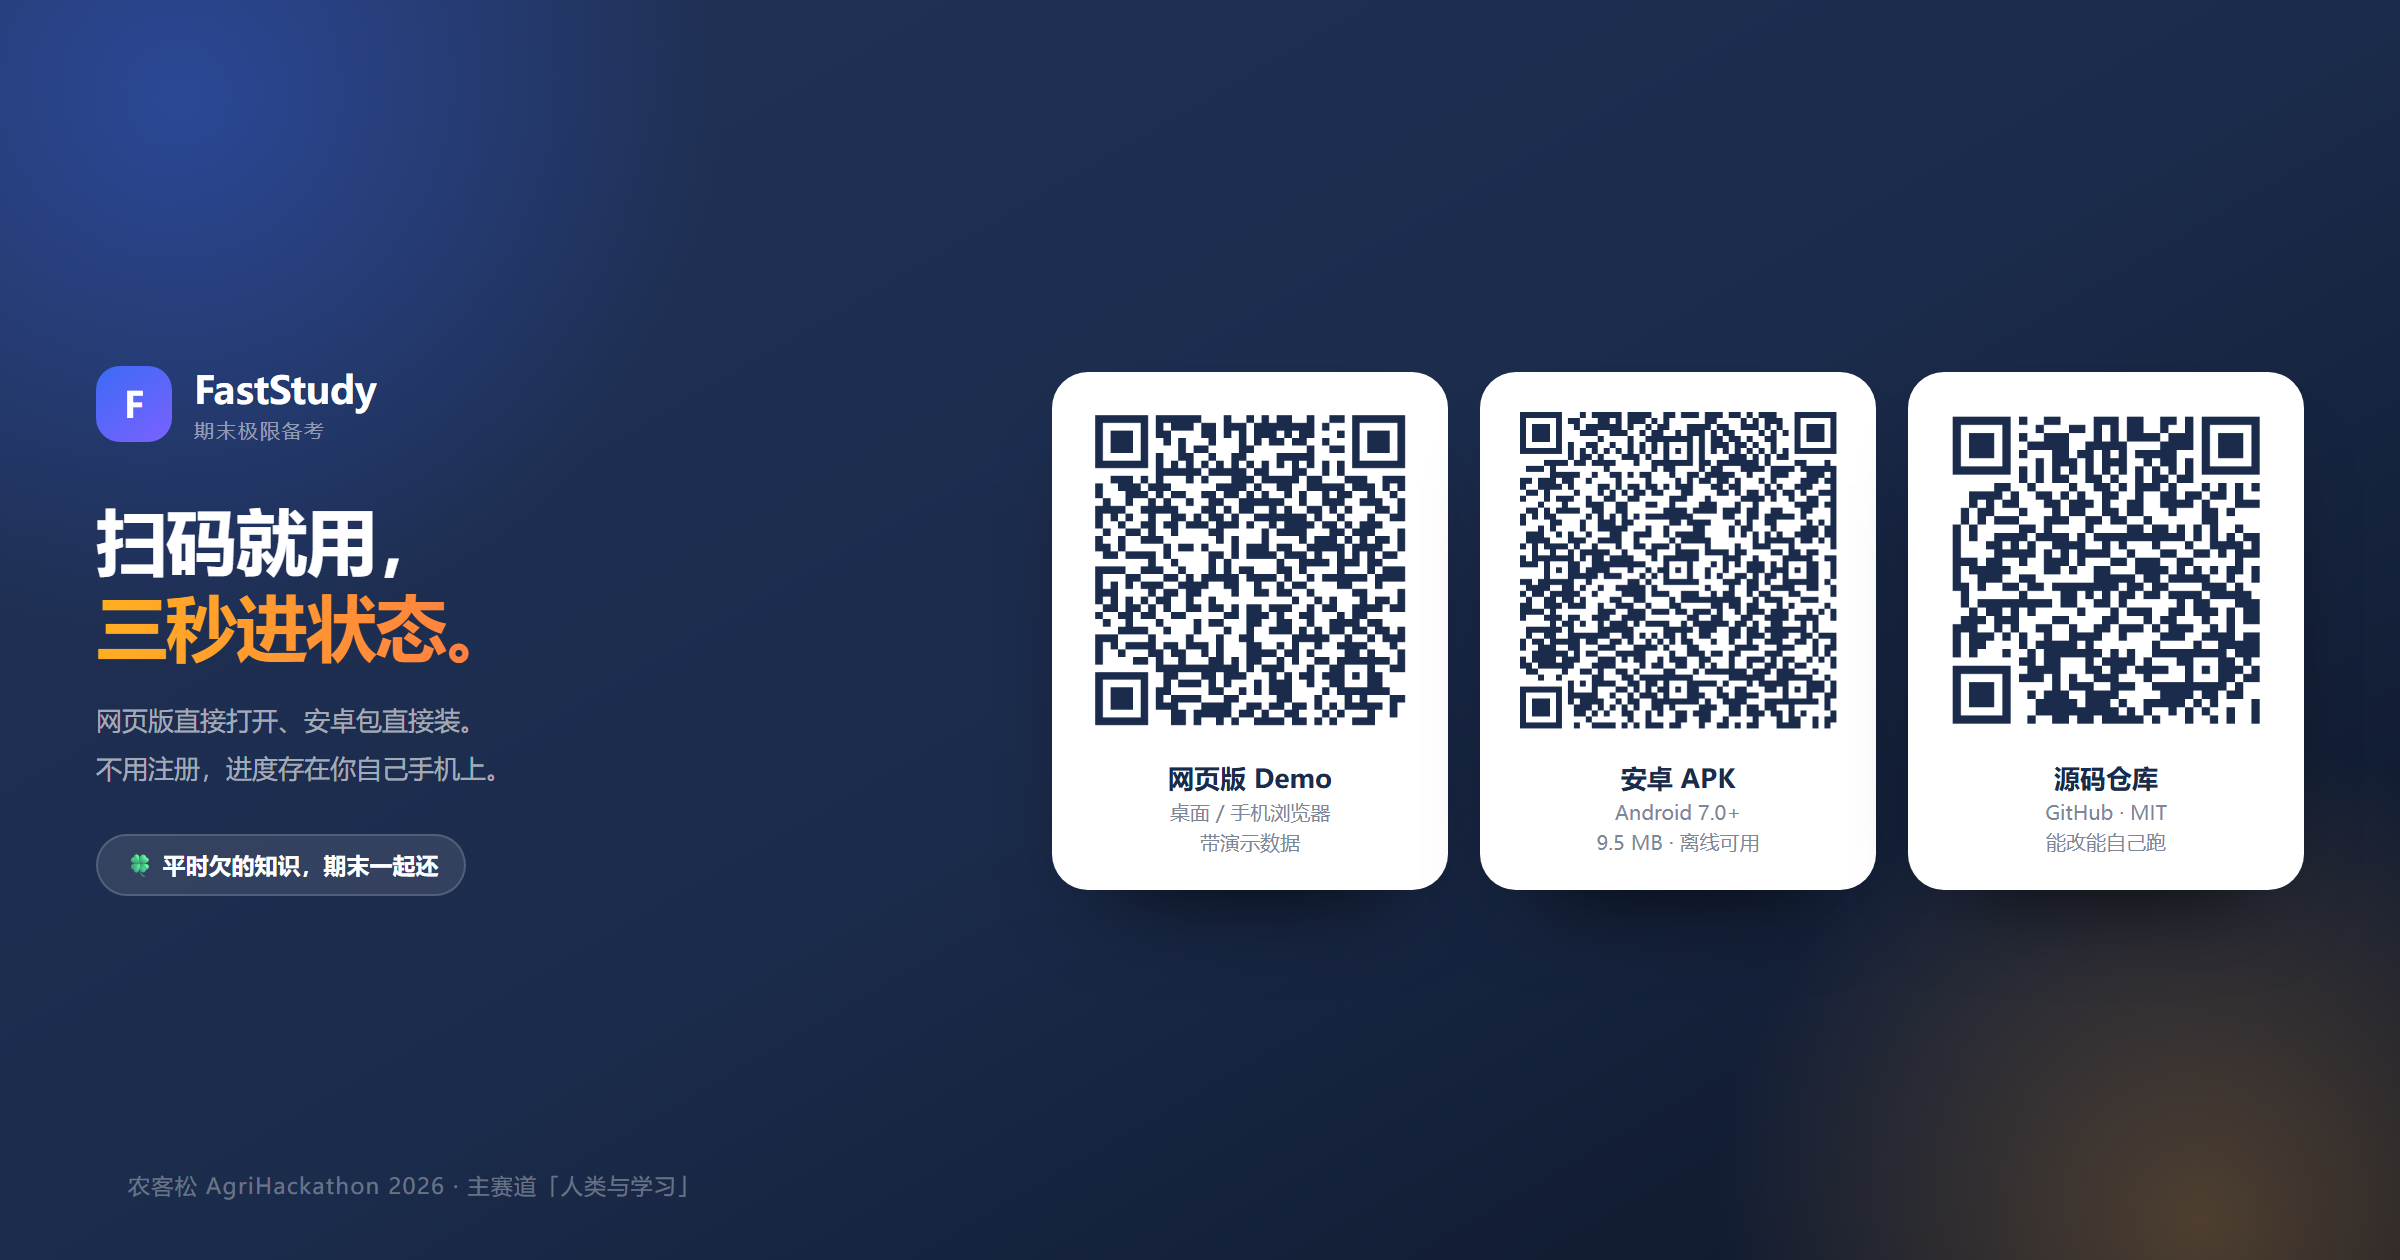 F
FastStudy
期末极限备考
扫码就用，
三秒进状态。
网页版直接打开、安卓包直接装。
不用注册，进度存在你自己手机上。
平时欠的知识，期末一起还
网页版 Demo
桌面 / 手机浏览器
带演示数据
安卓 APK
Android 7.0+
9.5 MB · 离线可用
源码仓库
GitHub · MIT
能改能自己跑
农客松 AgriHackathon 2026 · 主赛道「人类与学习」